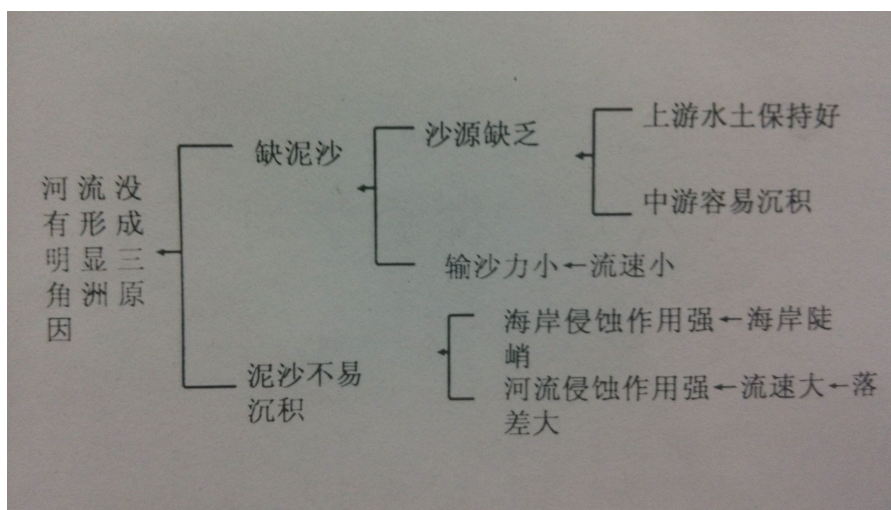 河流没
有形成
明显三
角洲原
因
缺泥沙
沙源缺乏
上游水土保持好
中游容易沉积
输沙力小←流速小
泥沙不易
沉积
海岸侵蚀作用强←海岸陡
峭
河流侵蚀作用强←流速大←落
差大